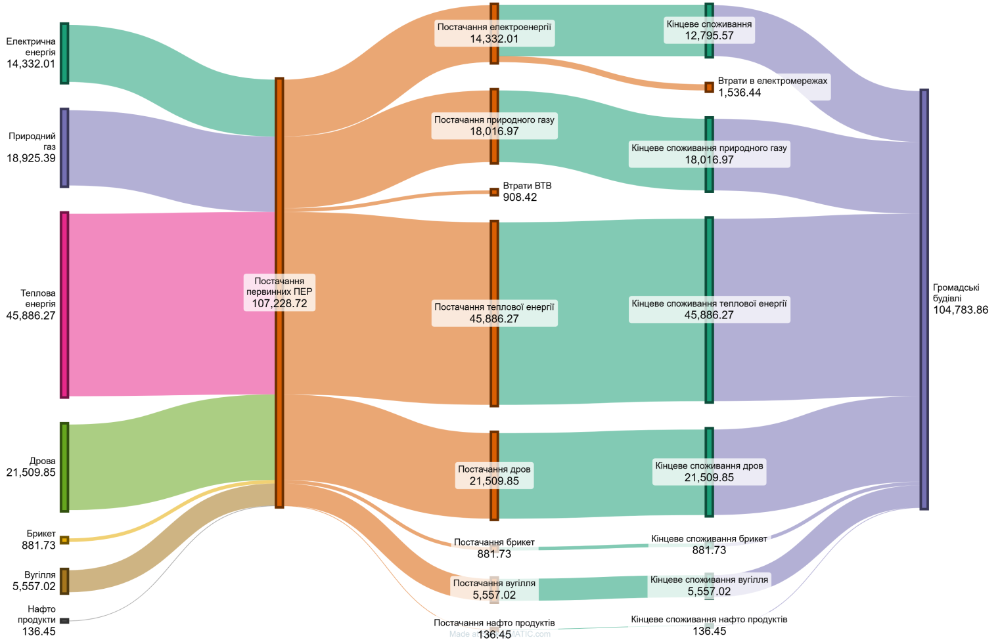 Електрична
енергія
14,332.01
Природний
газ
18,925.39
Теплова
енергія
45,886.27
Дрова
21,509.85
Брикет
881.73
Вугілля
5,557.02
Нафто
продукти
136.45
Постачання
первинних ПЕР
107,228.72
Постачання електроенергії
14,332.01
Постачання природного газу
18,016.97
Втрати ВТВ
908.42
Постачання теплової енергії
45,886.27
Постачання дров
21,509.85
Постачання брикет
881.73
Постачання вугілля
5,557.02
Постачання нафто продуктів
136.45
Made at MATIC.com
Кінцеве споживання
12,795.57
Втрати в електромережах
1,536.44
Кінцеве споживання природного газу
18,016.97
Кінцеве споживання теплової енергії
45,886.27
Кінцеве споживання дров
21,509.85
Кінцеве споживання брикет
881.73
Кінцеве споживання вугілля
5,557.02
Кінцеве споживання нафто продуктів
136.45
Громадські
будівлі
104,783.86